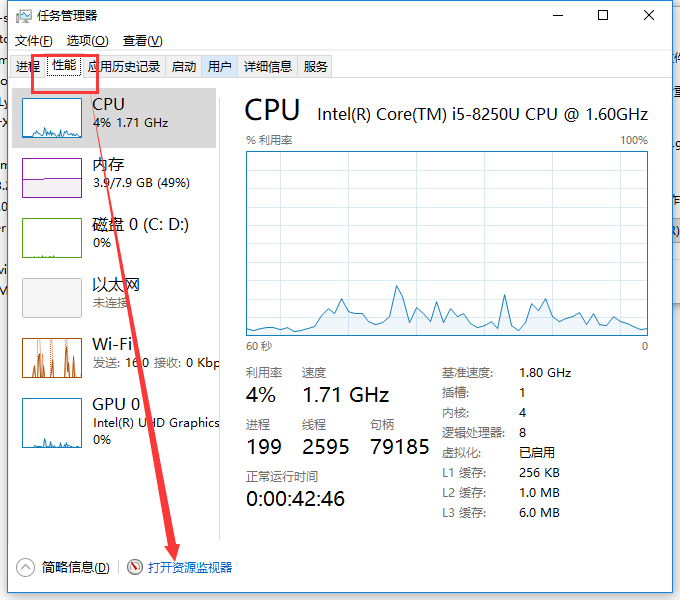 任务管理器
文件(F) 选项(O) 查看(V)
进程 性能 应用历史记录 启动 用户 详细信息 服务
CPU
4% 1.71 GHz
内存
3.9/7.9 GB (49%)
磁盘 0 (C: D:)
0%
以太网
未连接
Wi-Fi
发送: 16.0 接收: 0 Kbp
GPU 0
Intel(R) UHD Graphics
0%
CPU Intel(R) Core(TM) i5-8250U CPU @ 1.60GHz
% 利用率 100%
60 秒 0
利用率 速度
4% 1.71 GHz
进程 线程 句柄
199 2595 79185
正常运行时间
0:00:42:46
基准速度: 1.80 GHz
插槽: 1
内核: 4
逻辑处理器: 8
虚拟化: 已启用
L1 缓存: 256 KB
L2 缓存: 1.0 MB
L3 缓存: 6.0 MB
简略信息(D) 打开资源监视器